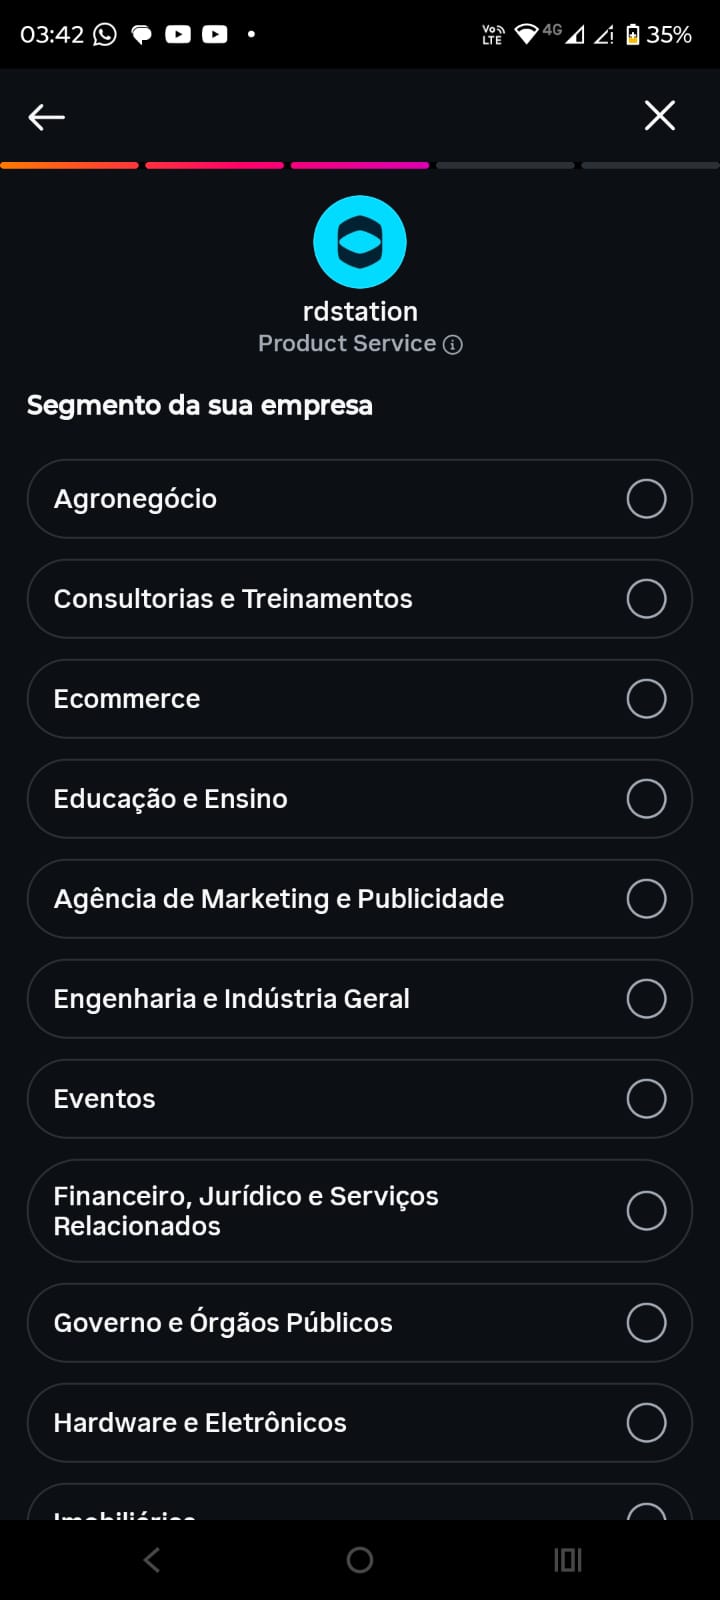 03:42
Vo LTE 4G 35%
rdstation
Product Service
Segmento da sua empresa
Agronegócio
Consultorias e Treinamentos
Ecommerce
Educação e Ensino
Agência de Marketing e Publicidade
Engenharia e Indústria Geral
Eventos
Financeiro, Jurídico e Serviços
Relacionados
Governo e Órgãos Públicos
Hardware e Eletrônicos